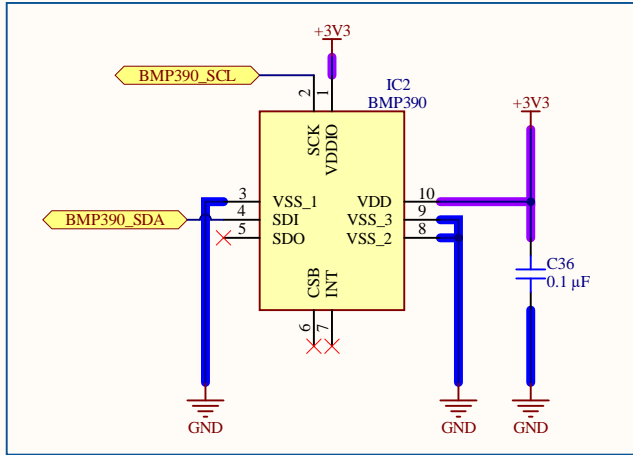 +3V3
BMP390_SCL
IC2
BMP390
2
1
SCK
VDDIO
+3V3
3
VSS_1
VDD
10
BMP390_SDA
4
SDI
VSS_3
9
5
SDO
VSS_2
8
CSB
INT
6
7
C36
0.1 µF
GND
GND
GND